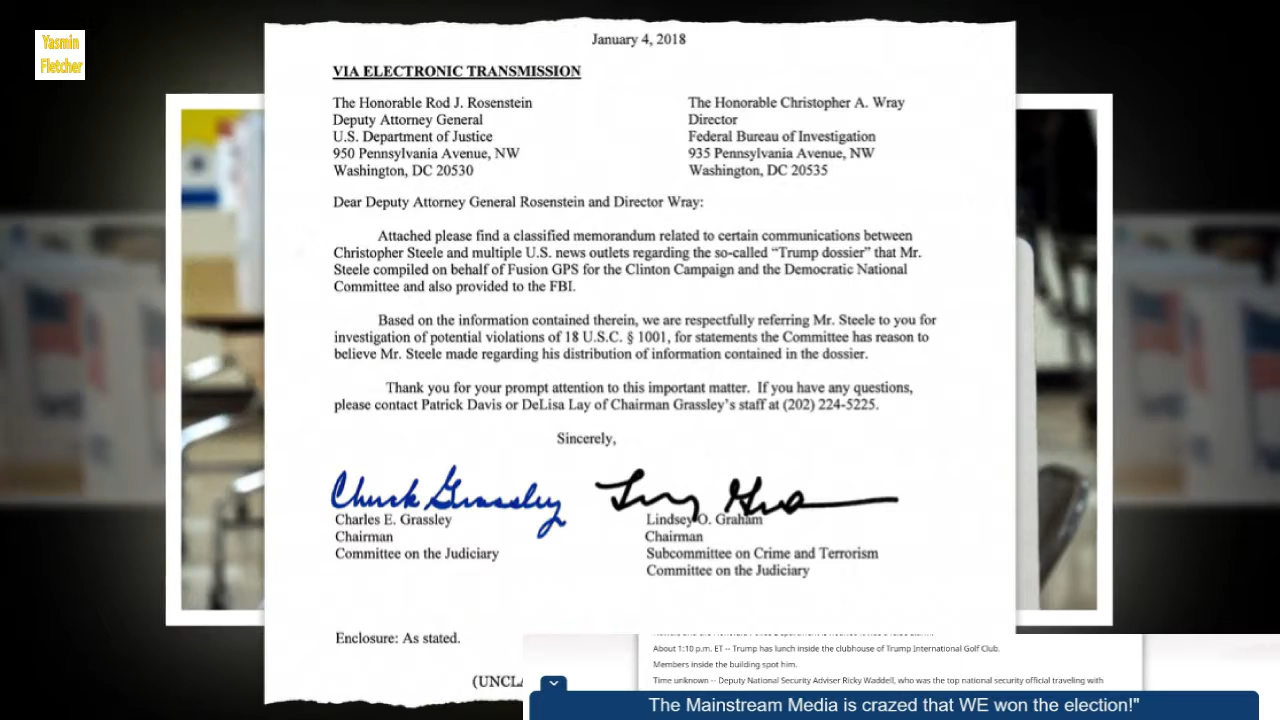 Yasmin
Fletcher
January 4, 2018
VIA ELECTRONIC TRANSMISSION
The Honorable Rod J. Rosenstein
Deputy Attorney General
U.S. Department of Justice
950 Pennsylvania Avenue, NW
Washington, DC 20530
The Honorable Christopher A. Wray
Director
Federal Bureau of Investigation
935 Pennsylvania Avenue, NW
Washington, DC 20535
Dear Deputy Attorney General Rosenstein and Director Wray:
Attached please find a classified memorandum related to certain communications between
Christopher Steele and multiple U.S. news outlets regarding the so-called “Trump dossier” that Mr.
Steele compiled on behalf of Fusion GPS for the Clinton Campaign and the Democratic National
Committee and also provided to the FBI.
Based on the information contained therein, we are respectfully referring Mr. Steele to you for
investigation of potential violations of 18 U.S.C. § 1001, for statements the Committee has reason to
believe Mr. Steele made regarding his distribution of information contained in the dossier.
Thank you for your prompt attention to this important matter. If you have any questions,
please contact Patrick Davis or DeLisa Lay of Chairman Grassley’s staff at (202) 224-5225.
Sincerely,
Chuck Grassley
Charles E. Grassley
Chairman
Committee on the Judiciary
Lindsey O. Graham
Chairman
Subcommittee on Crime and Terrorism
Committee on the Judiciary
Enclosure: As stated.
(UNCLA
About 1:10 p.m. ET -- Trump has lunch inside the clubhouse of Trump International Golf Club.
Members inside the building spot him.
Time unknown -- Deputy National Security Adviser Ricky Waddell, who was the top national security official traveling with
The Mainstream Media is crazed that WE won the election!"